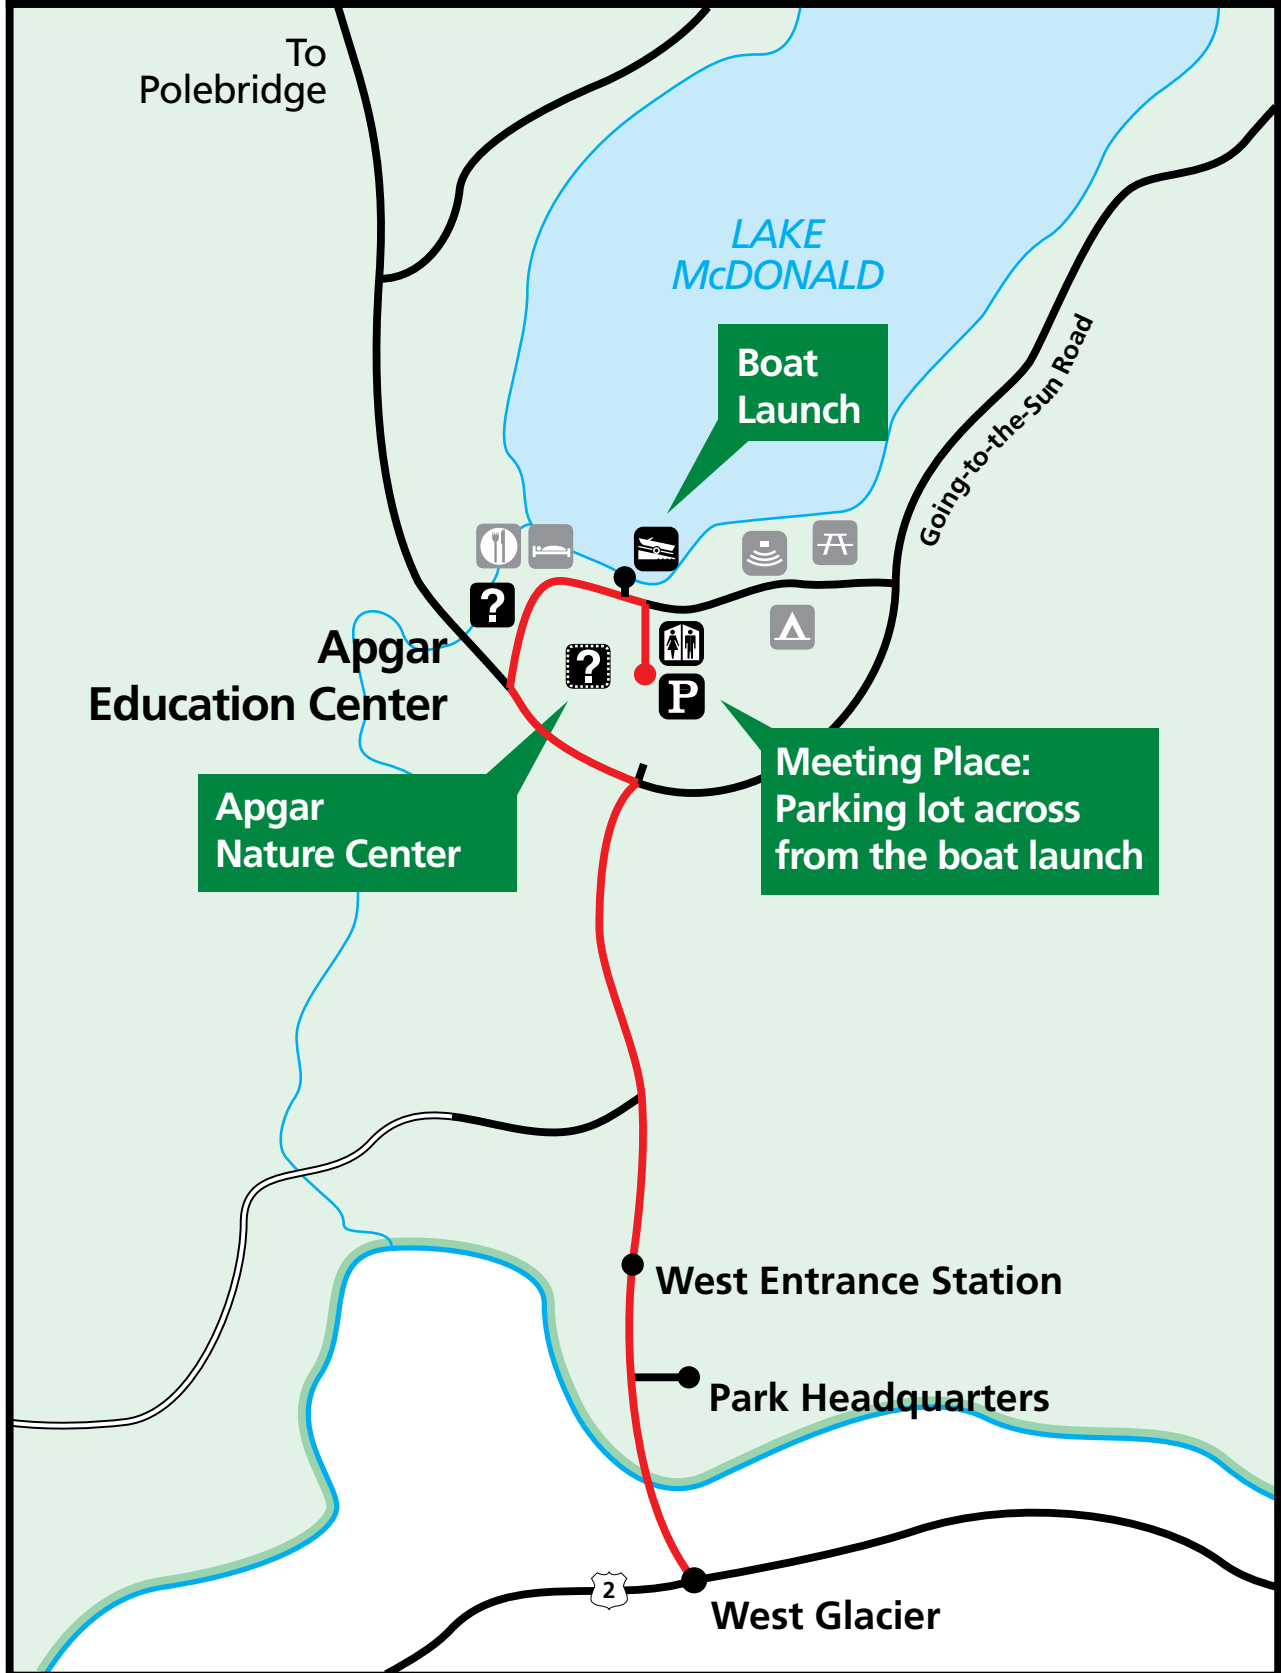 To
Polebridge
LAKE
McDONALD
Boat
Launch
Going-to-the-Sun Road
?
Apgar
Education Center
?
P
Apgar
Nature Center
Meeting Place:
Parking lot across
from the boat launch
West Entrance Station
Park Headquarters
2
West Glacier